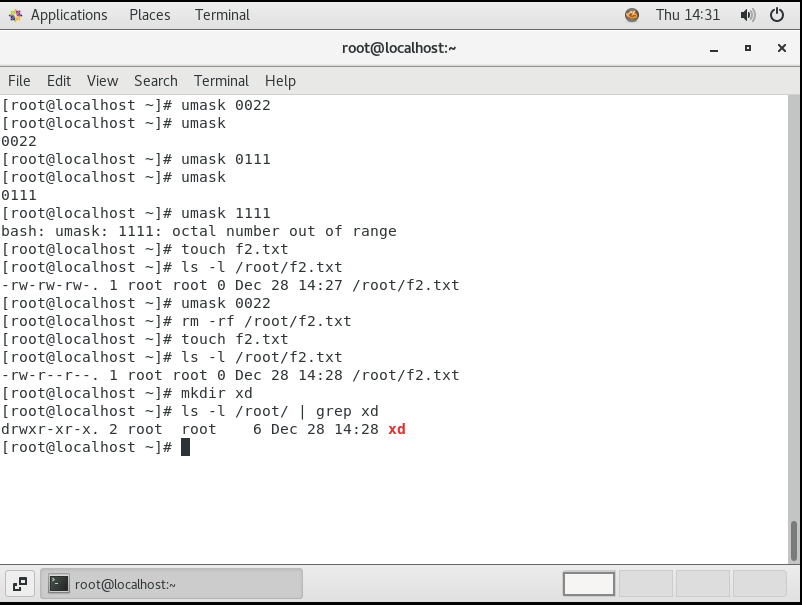 Applications Places Terminal Thu 14:31
root@localhost:~
File Edit View Search Terminal Help
[root@localhost ~]# umask 0022
[root@localhost ~]# umask
0022
[root@localhost ~]# umask 0111
[root@localhost ~]# umask
0111
[root@localhost ~]# umask 1111
bash: umask: 1111: octal number out of range
[root@localhost ~]# touch f2.txt
[root@localhost ~]# ls -l /root/f2.txt
-rw-rw-rw-. 1 root root 0 Dec 28 14:27 /root/f2.txt
[root@localhost ~]# umask 0022
[root@localhost ~]# rm -rf /root/f2.txt
[root@localhost ~]# touch f2.txt
[root@localhost ~]# ls -l /root/f2.txt
-rw-r--r--. 1 root root 0 Dec 28 14:28 /root/f2.txt
[root@localhost ~]# mkdir xd
[root@localhost ~]# ls -l /root/ | grep xd
drwxr-xr-x. 2 root  root    6 Dec 28 14:28 xd
[root@localhost ~]#
root@localhost:~